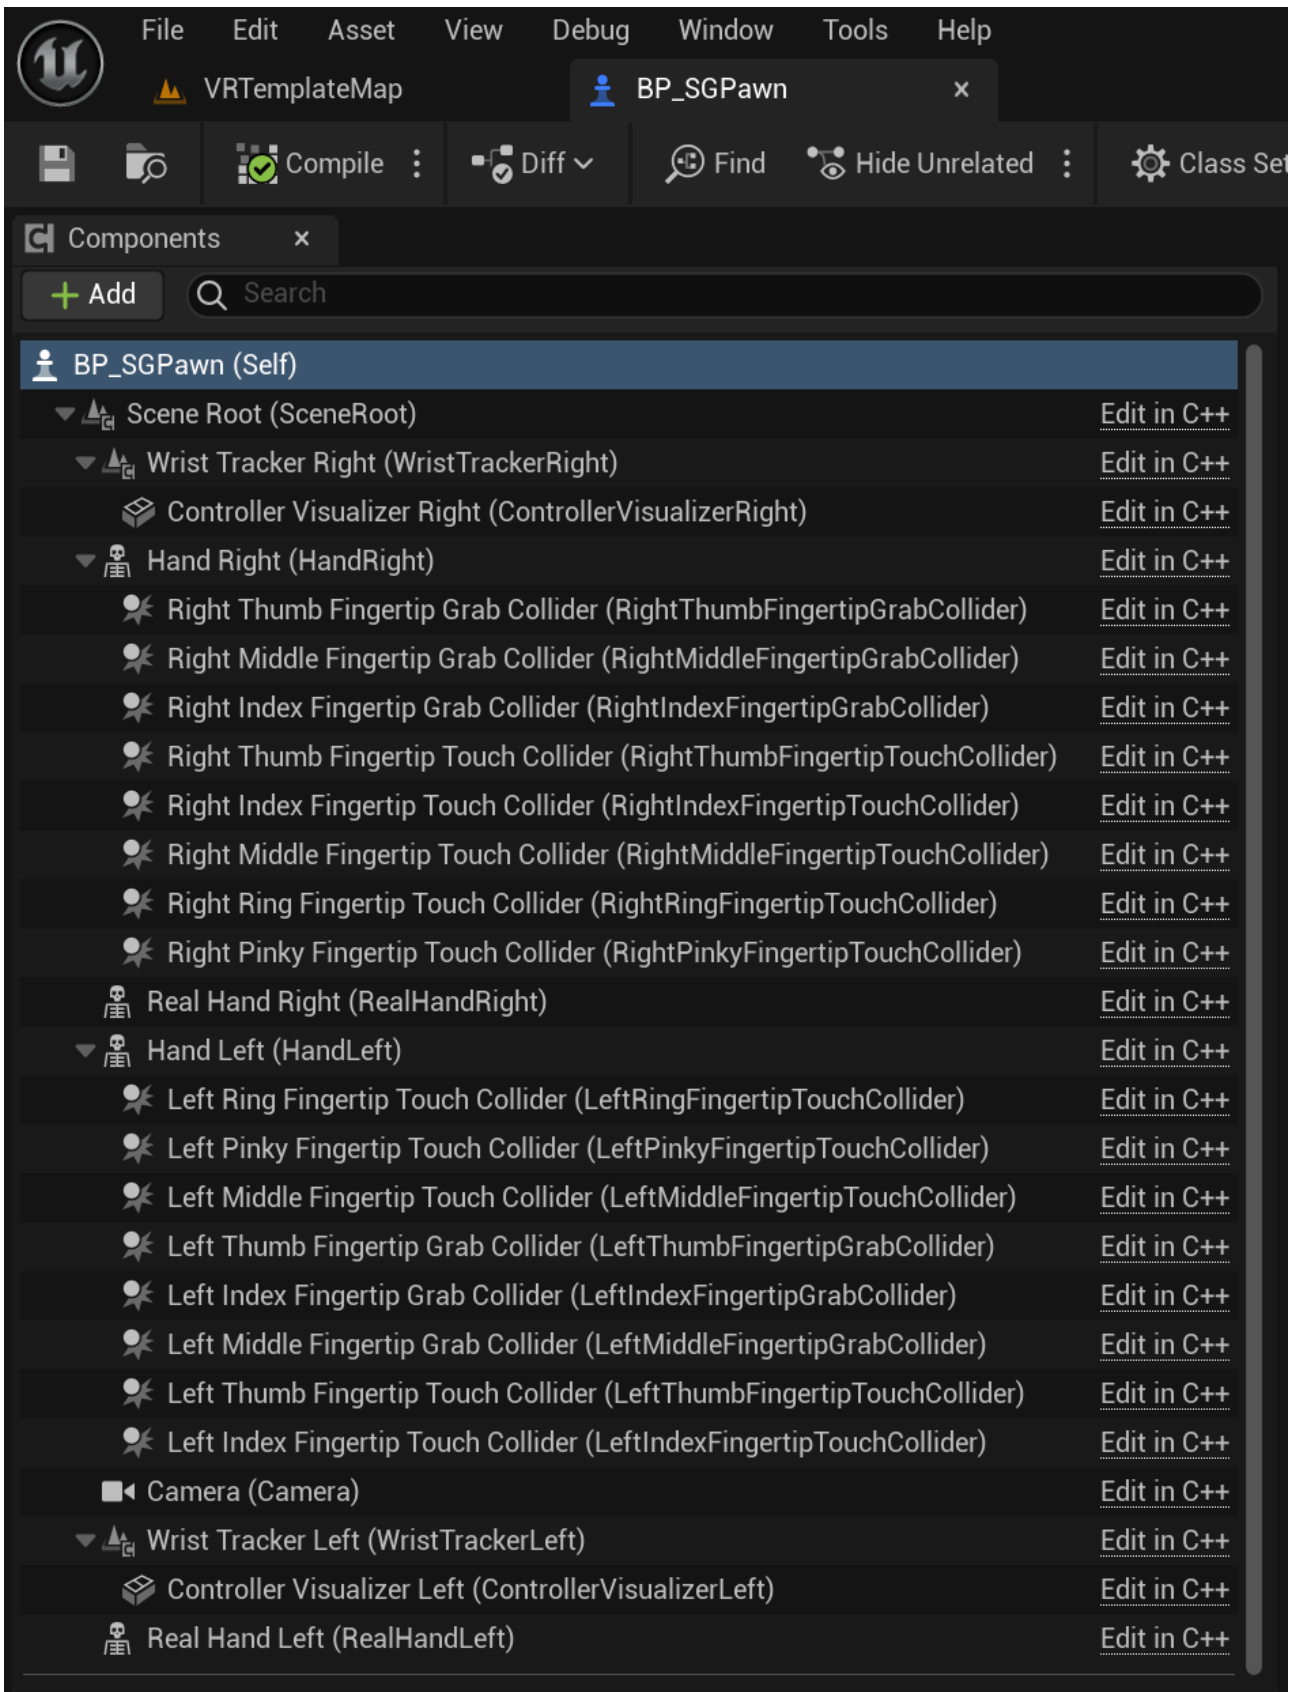 File Edit Asset View Debug Window Tools Help
VRTemplateMap BP_SGPawn
Compile Diff Find Hide Unrelated Class Set
Components
+ Add Search
BP_SGPawn (Self)
Scene Root (SceneRoot) Edit in C++
Wrist Tracker Right (WristTrackerRight) Edit in C++
Controller Visualizer Right (ControllerVisualizerRight) Edit in C++
Hand Right (HandRight) Edit in C++
Right Thumb Fingertip Grab Collider (RightThumbFingertipGrabCollider) Edit in C++
Right Middle Fingertip Grab Collider (RightMiddleFingertipGrabCollider) Edit in C++
Right Index Fingertip Grab Collider (RightIndexFingertipGrabCollider) Edit in C++
Right Thumb Fingertip Touch Collider (RightThumbFingertipTouchCollider) Edit in C++
Right Index Fingertip Touch Collider (RightIndexFingertipTouchCollider) Edit in C++
Right Middle Fingertip Touch Collider (RightMiddleFingertipTouchCollider) Edit in C++
Right Ring Fingertip Touch Collider (RightRingFingertipTouchCollider) Edit in C++
Right Pinky Fingertip Touch Collider (RightPinkyFingertipTouchCollider) Edit in C++
Real Hand Right (RealHandRight) Edit in C++
Hand Left (HandLeft) Edit in C++
Left Ring Fingertip Touch Collider (LeftRingFingertipTouchCollider) Edit in C++
Left Pinky Fingertip Touch Collider (LeftPinkyFingertipTouchCollider) Edit in C++
Left Middle Fingertip Touch Collider (LeftMiddleFingertipTouchCollider) Edit in C++
Left Thumb Fingertip Grab Collider (LeftThumbFingertipGrabCollider) Edit in C++
Left Index Fingertip Grab Collider (LeftIndexFingertipGrabCollider) Edit in C++
Left Middle Fingertip Grab Collider (LeftMiddleFingertipGrabCollider) Edit in C++
Left Thumb Fingertip Touch Collider (LeftThumbFingertipTouchCollider) Edit in C++
Left Index Fingertip Touch Collider (LeftIndexFingertipTouchCollider) Edit in C++
Camera (Camera) Edit in C++
Wrist Tracker Left (WristTrackerLeft) Edit in C++
Controller Visualizer Left (ControllerVisualizerLeft) Edit in C++
Real Hand Left (RealHandLeft) Edit in C++